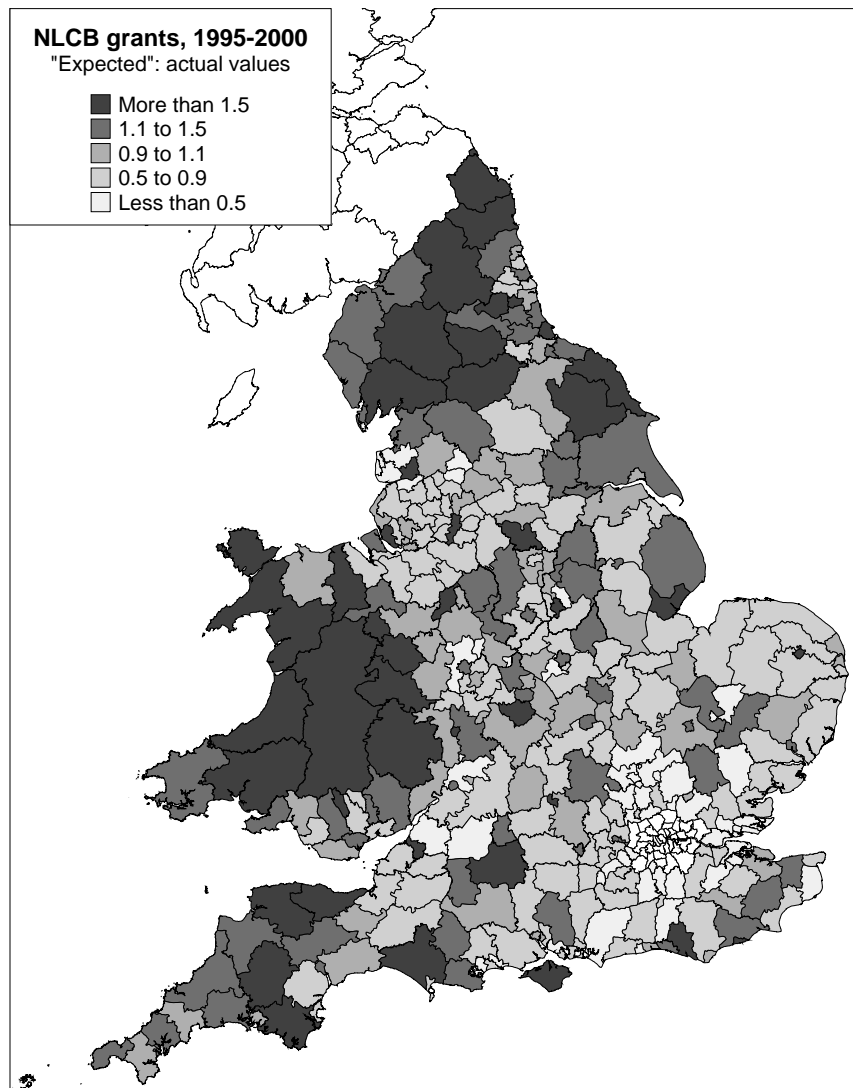 NLCB grants, 1995-2000
"Expected": actual values
More than 1.5
1.1 to 1.5
0.9 to 1.1
0.5 to 0.9
Less than 0.5